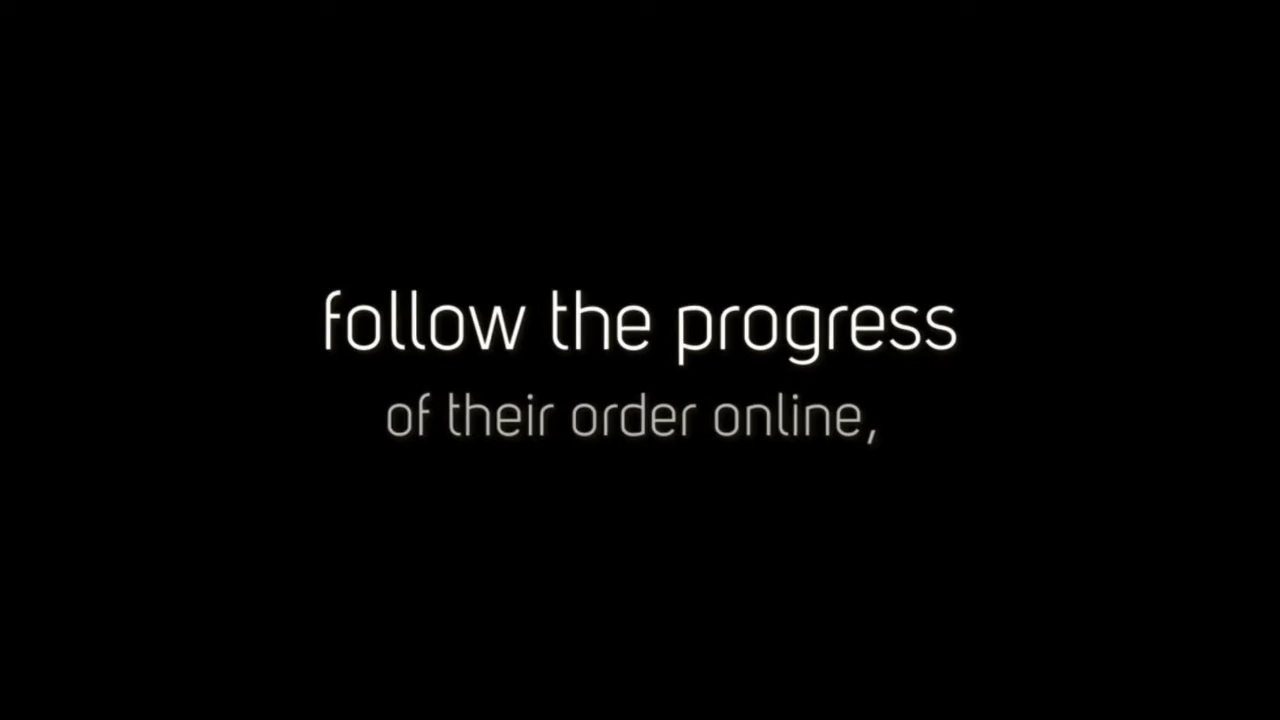 follow the progress
of their order online,